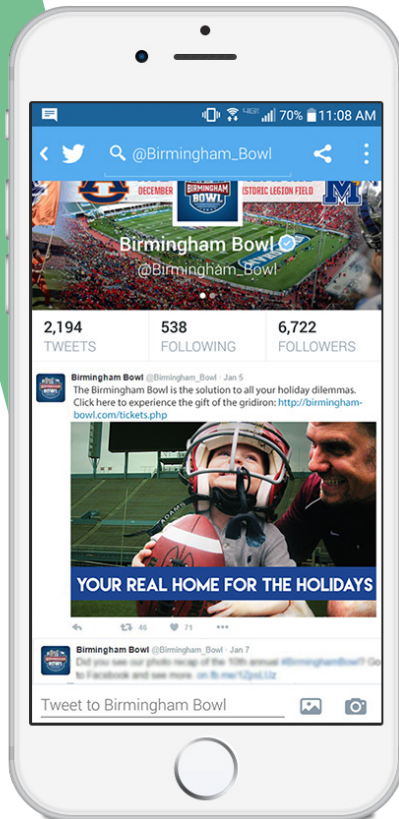 4G 70% 11:08 AM
@Birmingham_Bowl
DECEMBER BIRMINGHAM BOWL HISTORIC LEGION FIELD
Birmingham Bowl
@Birmingham_Bowl
2,194 538 6,722
TWEETS FOLLOWING FOLLOWERS
Birmingham Bowl @Birmingham_Bowl · Jan 5
The Birmingham Bowl is the solution to all your holiday dilemmas.
Click here to experience the gift of the gridiron: http://birmingham-
bowl.com/tickets.php
ADAMS
YOUR REAL HOME FOR THE HOLIDAYS
46 71
Birmingham Bowl @Birmingham_Bowl · Jan 7
Did you see our photo recap of the 10th annual #BirminghamBowl? Go
to Facebook and see more.
Tweet to Birmingham Bowl